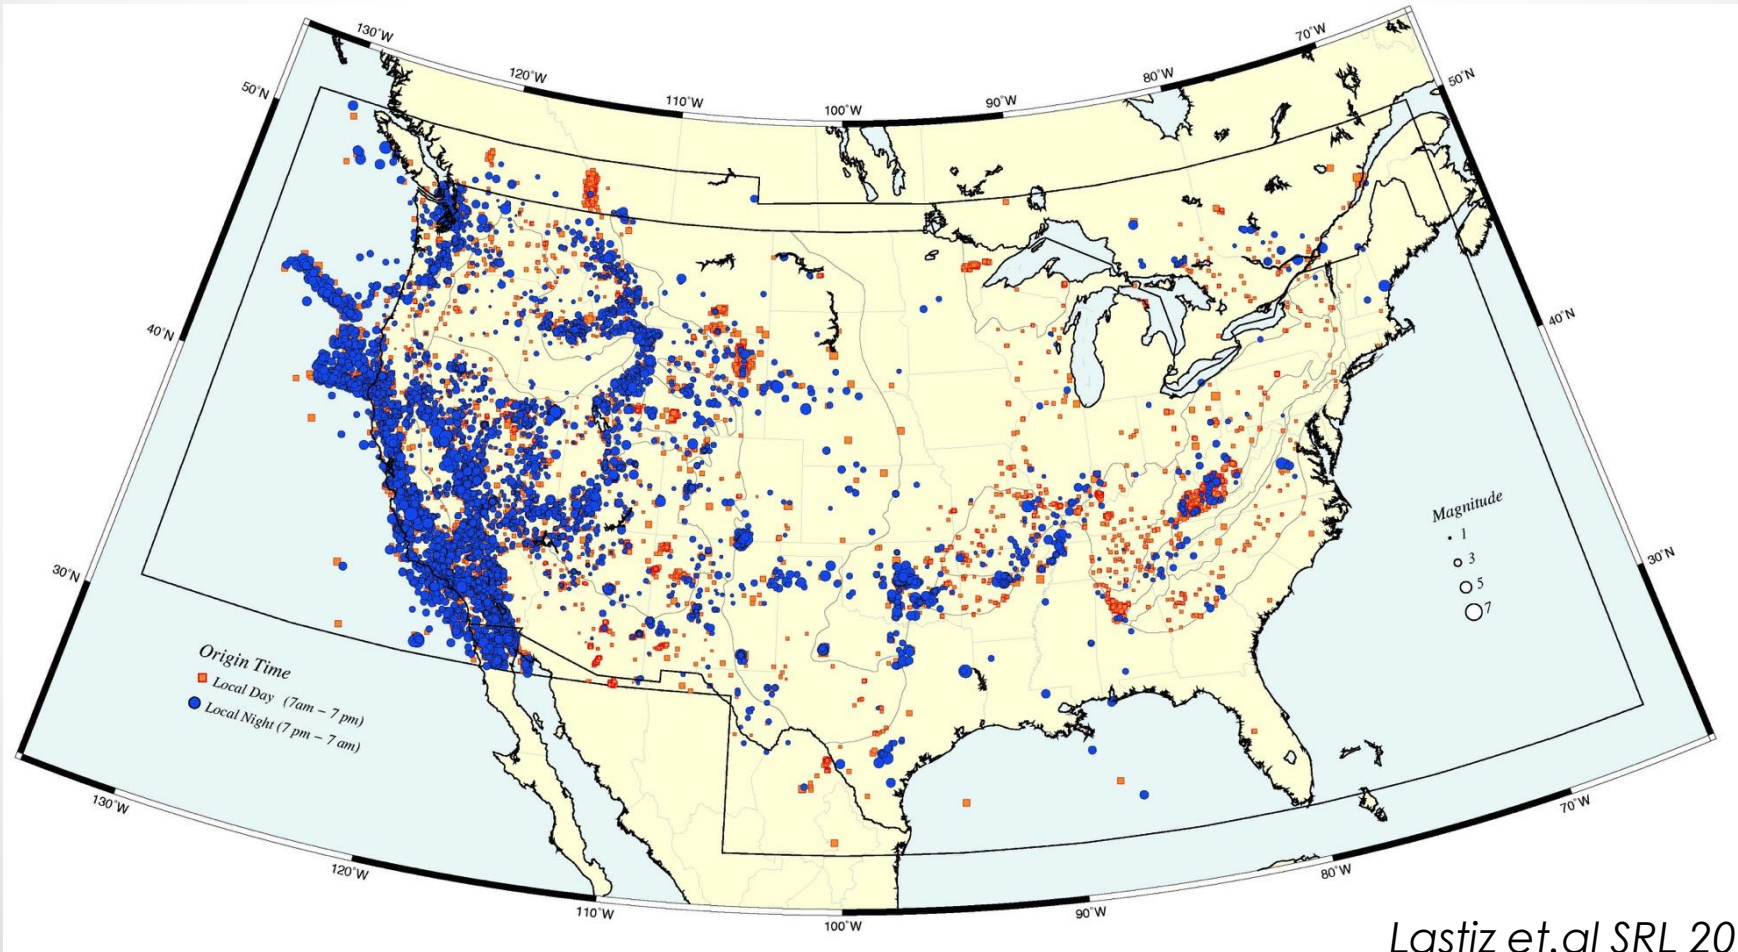 130°W
70°W
120°W
80°W
110°W
100°W
90°W
50°N
50°N
40°N
40°N
30°N
30°N
Magnitude
1
3
5
7
Origin Time
Local Day (7am – 7 pm)
Local Night (7 pm – 7 am)
130°W
70°W
120°W
80°W
110°W
100°W
90°W
Lastiz et.al SRL 20